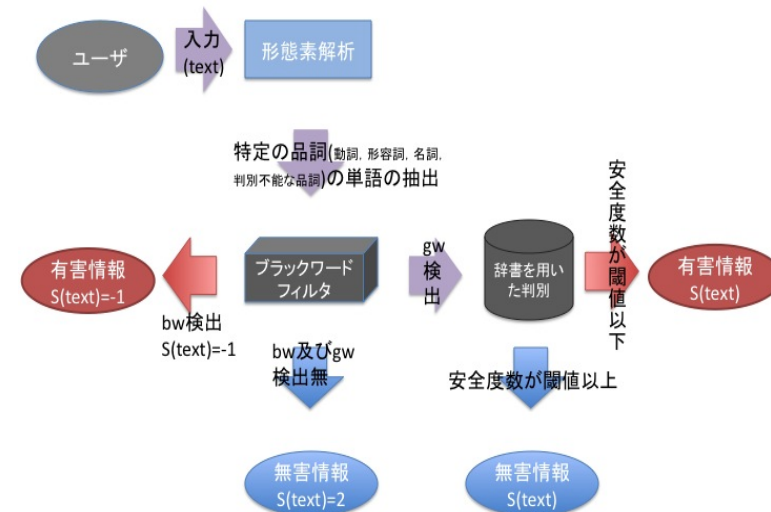 ユーザ
入力
(text)
形態素解析
特定の品詞(動詞, 形容詞, 名詞,
判別不能な品詞)の単語の抽出
有害情報
S(text)=-1
bw検出
S(text)=-1
ブラックワード
フィルタ
gw
検
出
辞書を用い
た判別
安全度数が閾値以下
有害情報
S(text)
bw及びgw
検出無
安全度数が閾値以上
無害情報
S(text)=2
無害情報
S(text)